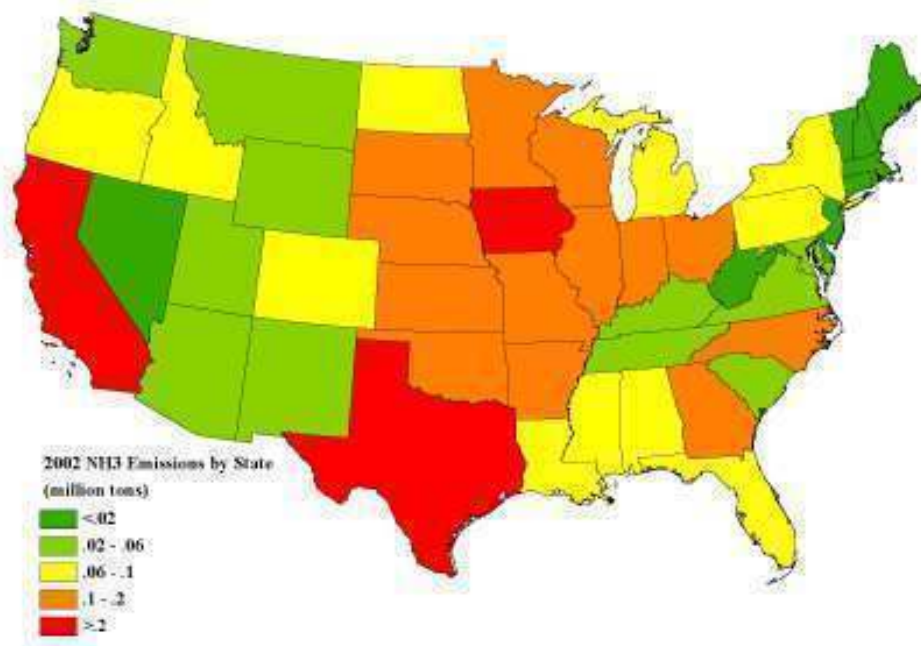 2002 NH3 Emissions by State
(million tons)
<.02
.02 - .06
.06 - .1
.1 - .2
>.2